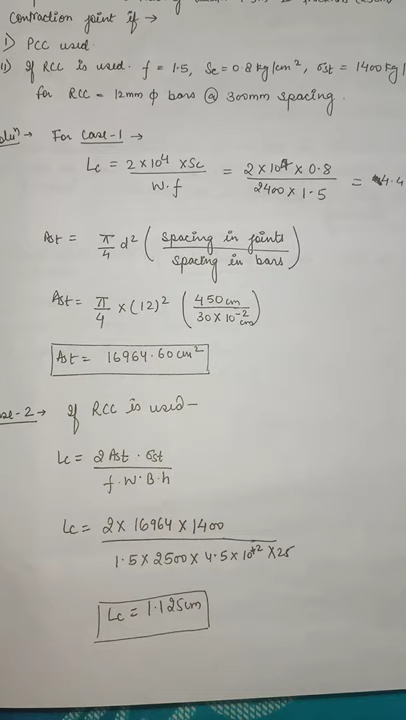 contraction joint if →
i) PCC used.
ii) If RCC is used. f = 1.5, Sc = 0.8 kg/cm², σst = 1400 kg/
for RCC = 12mm ϕ bars @ 300mm spacing.
→ For Case-1 →
Lc = 2×10⁴ × Sc / W.f = 2×10⁴ × 0.8 / 2400 × 1.5 = 4.4
Ast = π/4 d² (spacing in joints / spacing in bars)
Ast = π/4 × (12)² (450 cm / 30×10⁻² cm)
Ast = 16964.60 cm²
-2 → If RCC is used-
Lc = 2 Ast . σst / f.W.B.h
Lc = 2 × 16964 × 1400 / 1.5 × 2500 × 4.5 × 10⁺² × 25
Lc = 1.125cm